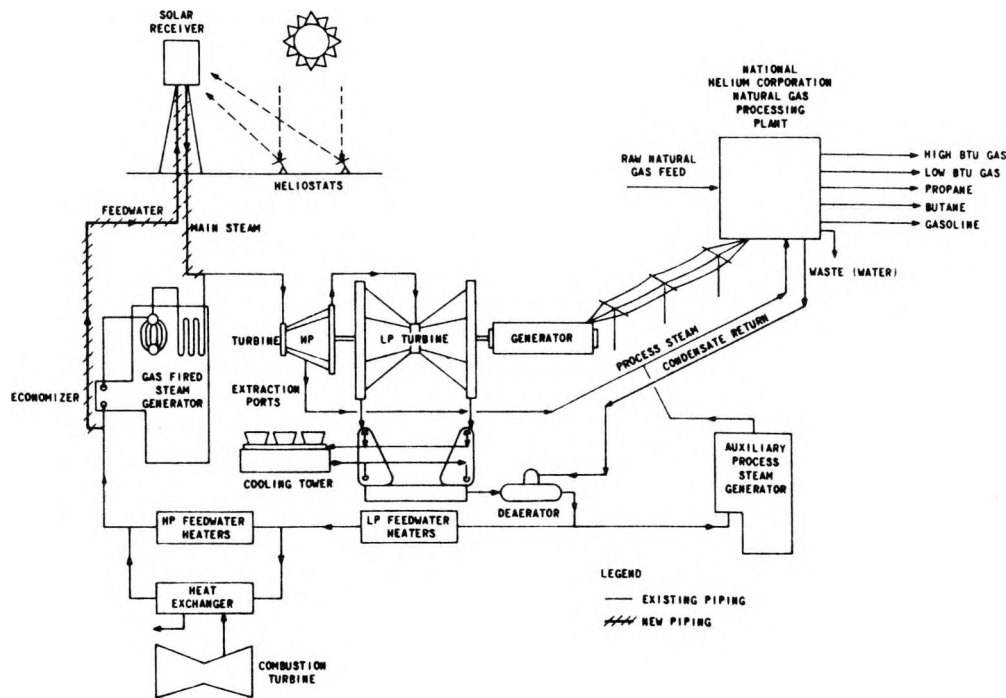 SOLAR
RECEIVER
NATIONAL
HELIUM CORPORATION
NATURAL GAS
PROCESSING
PLANT
RAW NATURAL
GAS FEED
HIGH BTU GAS
LOW BTU GAS
PROPANE
BUTANE
GASOLINE
WASTE (WATER)
HELIOSTATS
FEEDWATER
MAIN STEAM
TURBINE
HP
LP TURBINE
GENERATOR
PROCESS STEAM
CONDENSATE RETURN
GAS FIRED
STEAM
GENERATOR
ECONOMIZER
EXTRACTION
PORTS
COOLING TOWER
DEAERATOR
AUXILIARY
PROCESS
STEAM
GENERATOR
HP FEEDWATER
HEATERS
LP FEEDWATER
HEATERS
HEAT
EXCHANGER
COMBUSTION
TURBINE
LEGEND
EXISTING PIPING
NEW PIPING